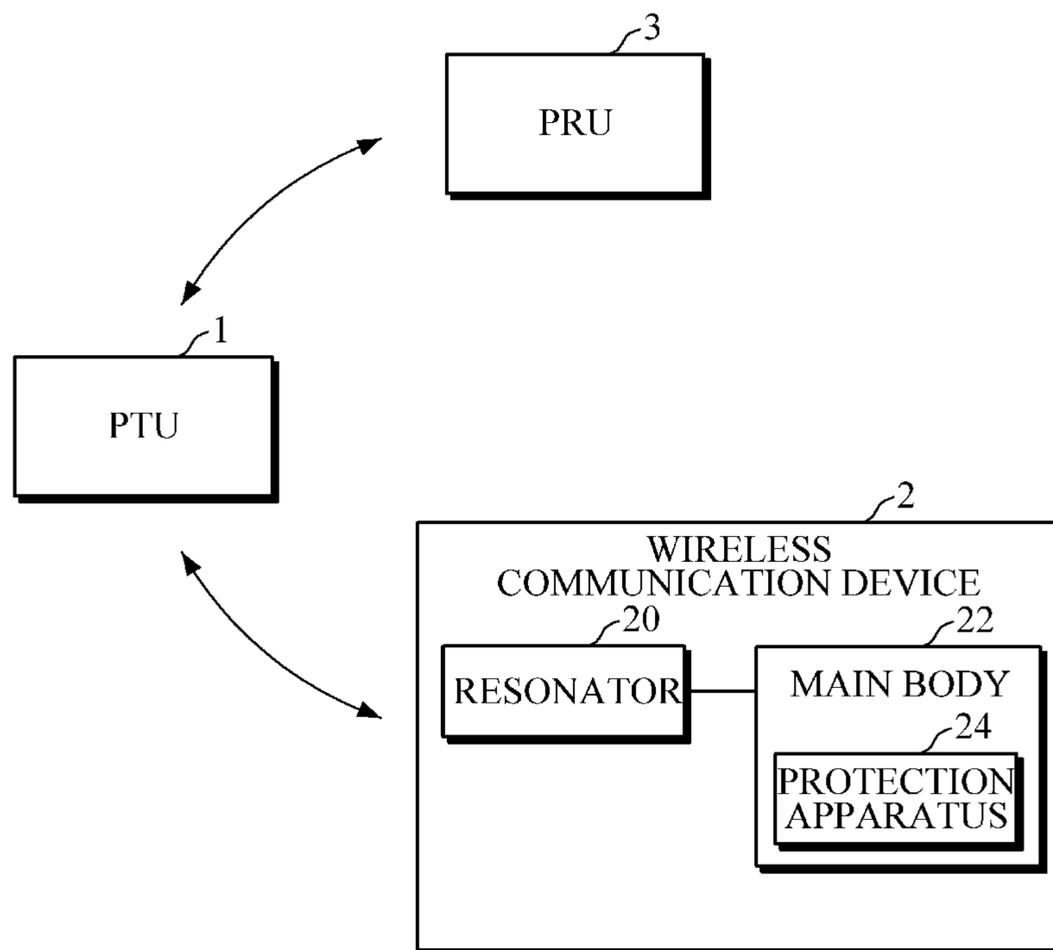 3
PRU
1
PTU
2
WIRELESS
COMMUNICATION DEVICE
20
RESONATOR
22
MAIN BODY
24
PROTECTION
APPARATUS